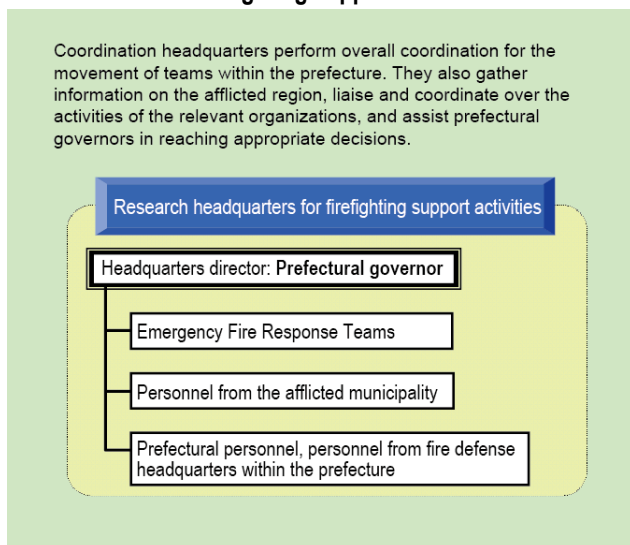 Coordination headquarters perform overall coordination for the
movement of teams within the prefecture. They also gather
information on the afflicted region, liaise and coordinate over the
activities of the relevant organizations, and assist prefectural
governors in reaching appropriate decisions.
Research headquarters for firefighting support activities
Headquarters director: Prefectural governor
Emergency Fire Response Teams
Personnel from the afflicted municipality
Prefectural personnel, personnel from fire defense
headquarters within the prefecture